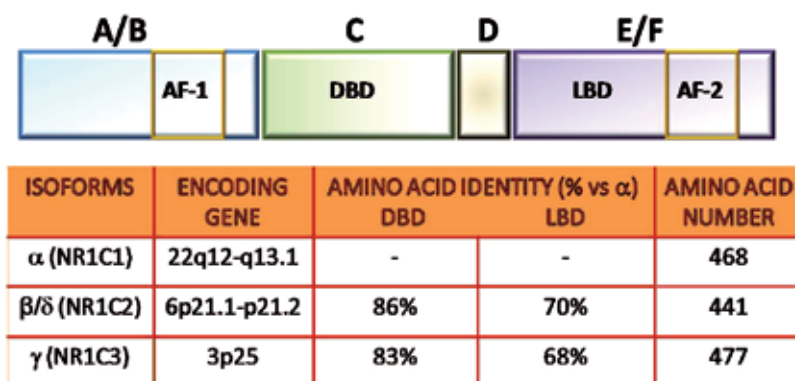 A/B C D E/F
AF-1 DBD LBD AF-2
ISOFORMS ENCODING GENE AMINO ACID IDENTITY (% vs α) DBD LBD AMINO ACID NUMBER
α (NR1C1) 22q12-q13.1 - - 468
β/δ (NR1C2) 6p21.1-p21.2 86% 70% 441
γ (NR1C3) 3p25 83% 68% 477